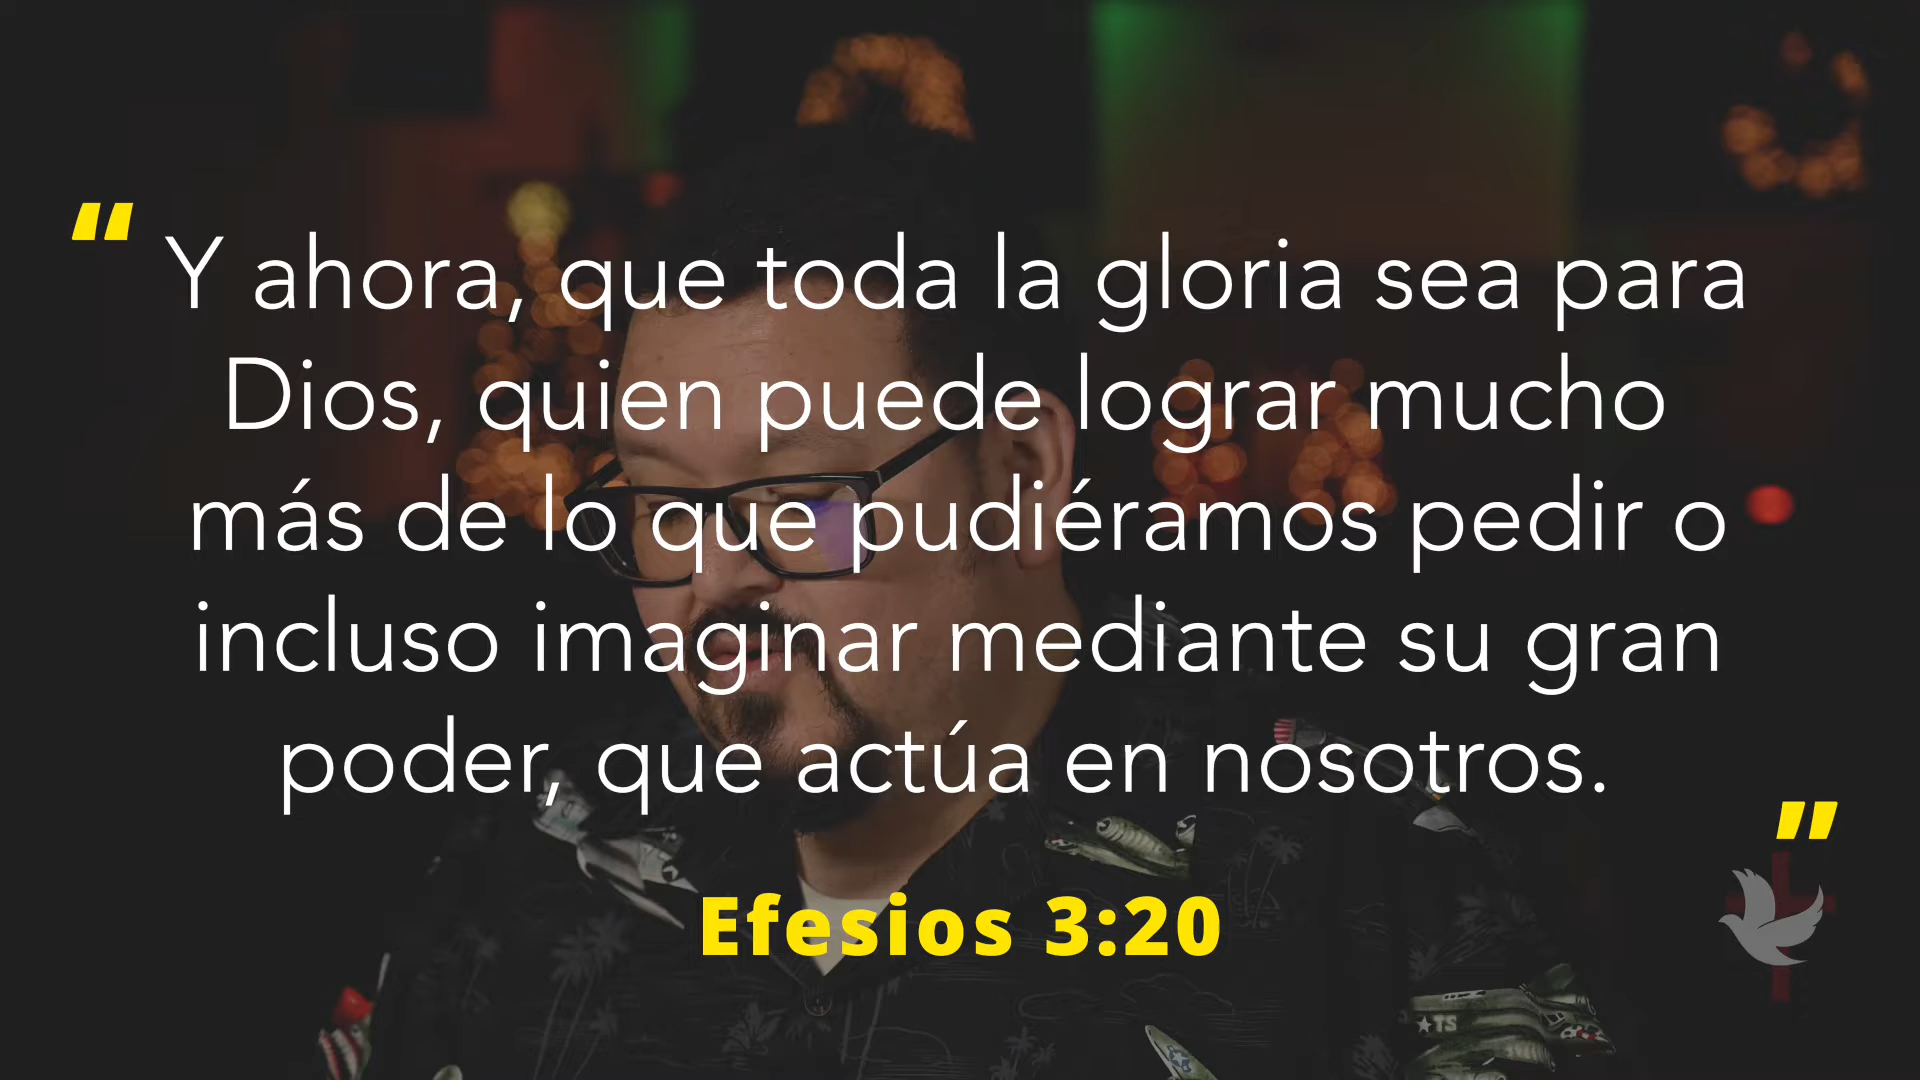 “
Y ahora, que toda la gloria sea para
Dios, quien puede lograr mucho
más de lo que pudiéramos pedir o
incluso imaginar mediante su gran
poder, que actúa en nosotros.
”
Efesios 3:20
TS